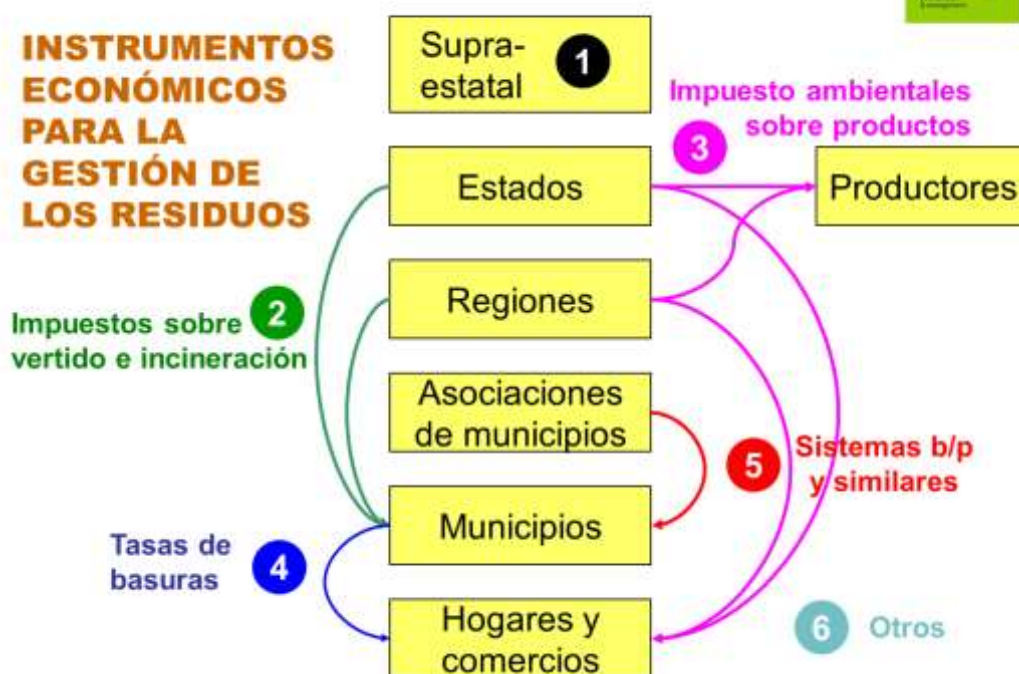 INSTRUMENTOS
ECONÓMICOS
PARA LA
GESTIÓN DE
LOS RESIDUOS
Supra-
estatal
1
Impuesto ambientales
sobre productos
3
Estados
Productores
Regiones
2
Impuestos sobre
vertido e incineración
Asociaciones
de municipios
5
Sistemas b/p
y similares
Municipios
Tasas de
basuras
4
Hogares y
comercios
6
Otros